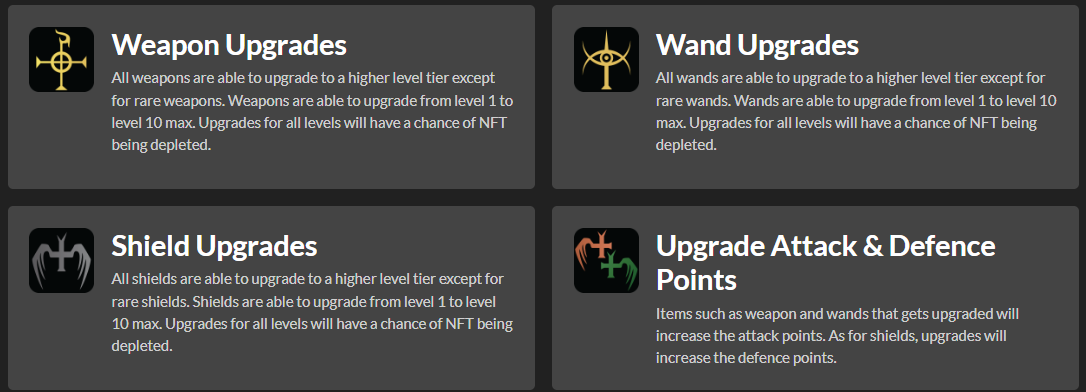 Weapon Upgrades
All weapons are able to upgrade to a higher level tier except
for rare weapons. Weapons are able to upgrade from level 1 to
level 10 max. Upgrades for all levels will have a chance of NFT
being depleted.
Wand Upgrades
All wands are able to upgrade to a higher level tier except for
rare wands. Wands are able to upgrade from level 1 to level 10
max. Upgrades for all levels will have a chance of NFT being
depleted.
Shield Upgrades
All shields are able to upgrade to a higher level tier except for
rare shields. Shields are able to upgrade from level 1 to level
10 max. Upgrades for all levels will have a chance of NFT being
depleted.
Upgrade Attack & Defence
Points
Items such as weapon and wands that gets upgraded will
increase the attack points. As for shields, upgrades will
increase the defence points.